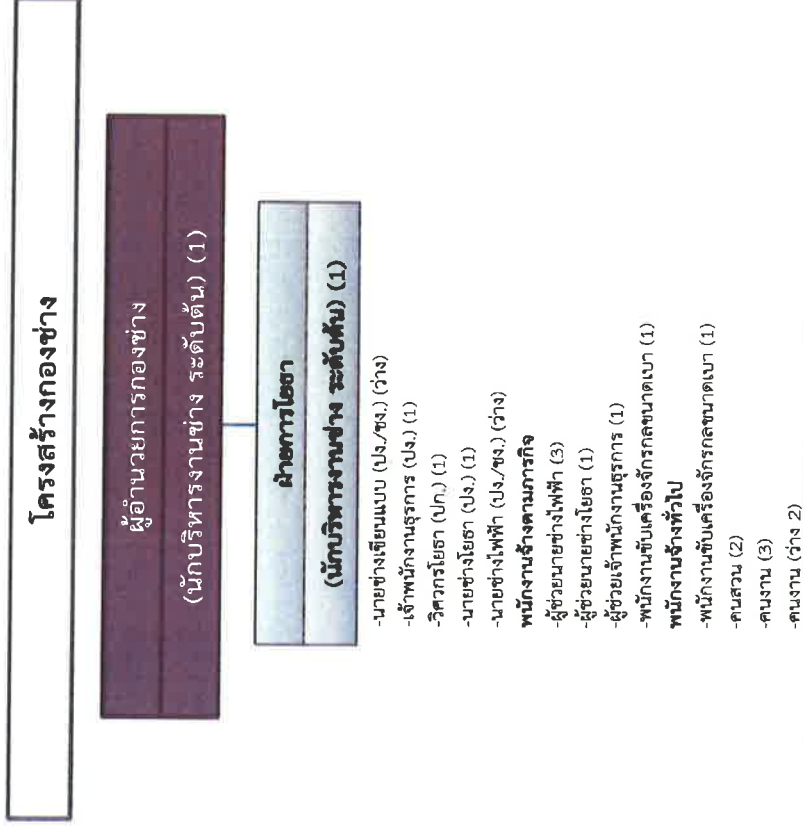 โครงสร้างกองช่าง
ผู้อำนวยการกองช่าง
(นักบริหารงานช่าง ระดับต้น) (1)
ฝ่ายการโยธา
(นักบริหารงานช่าง ระดับต้น) (1)
-นายช่างเขียนแบบ (ปง./ชง.) (ว่าง)
-เจ้าพนักงานธุรการ (ปง.) (1)
-วิศวกรโยธา (ปก.) (1)
-นายช่างโยธา (ปง.) (1)
-นายช่างไฟฟ้า (ปง./ชง.) (ว่าง)
พนักงานจ้างตามภารกิจ
-ผู้ช่วยนายช่างไฟฟ้า (3)
-ผู้ช่วยนายช่างโยธา (1)
-ผู้ช่วยเจ้าพนักงานธุรการ (1)
-พนักงานขับเครื่องจักรกลขนาดเบา (1)
พนักงานจ้างทั่วไป
-พนักงานขับเครื่องจักรกลขนาดเบา (1)
-คนสวน (2)
-คนงาน (3)
-คนงาน (ว่าง 2)